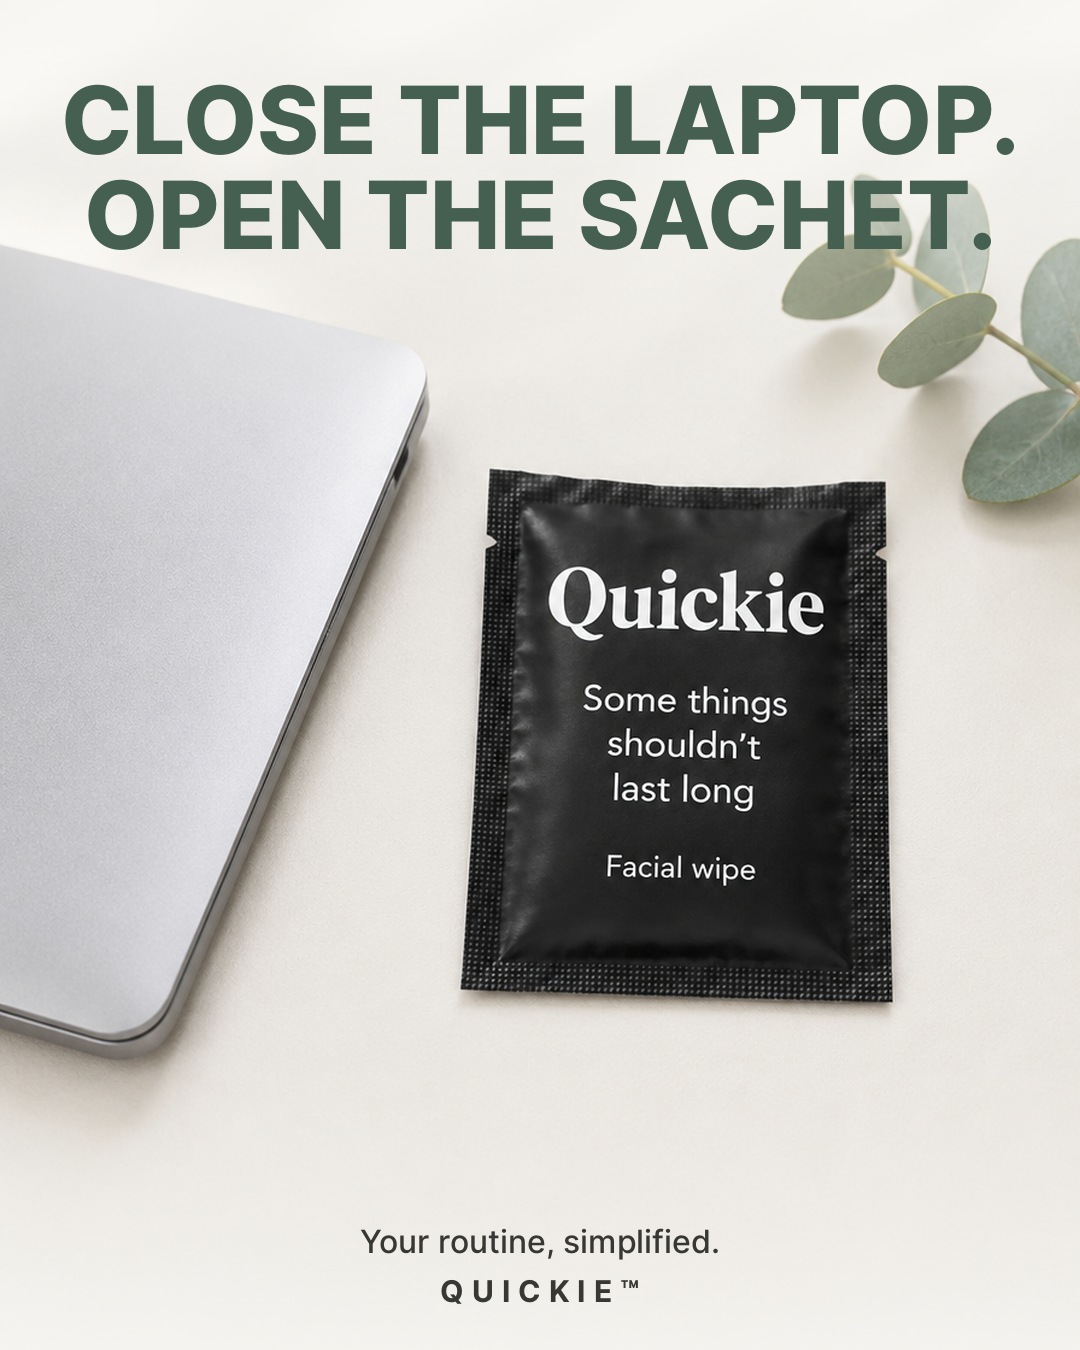 CLOSE THE LAPTOP.
OPEN THE SACHET.
Quickie
Some things
shouldn’t
last long
Facial wipe
Your routine, simplified.
QUICKIE™